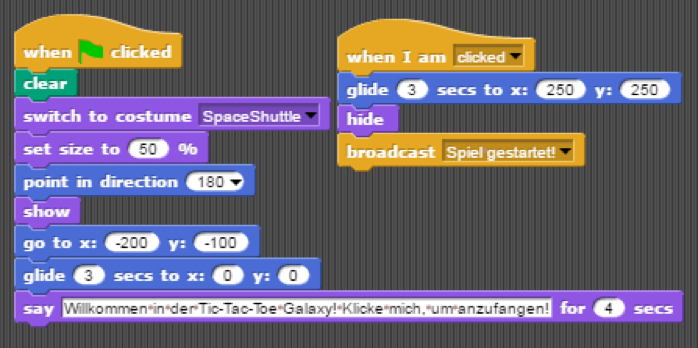 when clicked
clear
switch to costume SpaceShuttle
set size to 50 %
point in direction 180
show
go to x: -200 y: -100
glide 3 secs to x: 0 y: 0
say Willkommen in der Tic-Tac-Toe Galaxy! Klicke mich, um anzufangen! for 4 secs
when I am clicked
glide 3 secs to x: 250 y: 250
hide
broadcast Spiel gestartet!